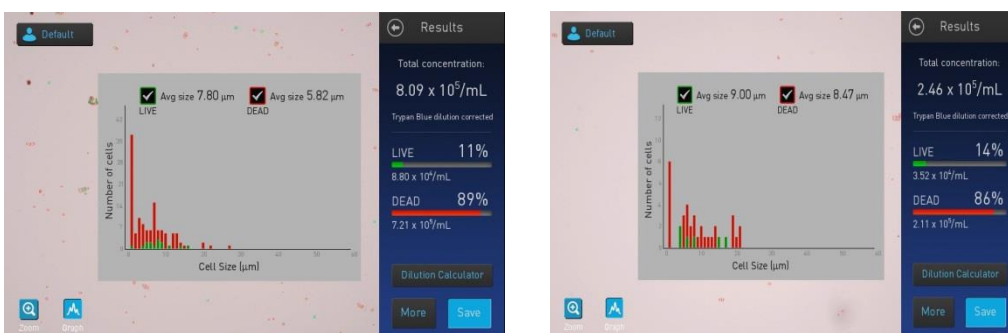 Default
Results
Total concentration:
8.09 x 10⁵/mL
Trypan Blue dilution corrected
LIVE 11%
8.80 x 10⁴/mL
DEAD 89%
7.21 x 10⁵/mL
Avg size 7.80 µm
LIVE
Avg size 5.82 µm
DEAD
Number of cells
Cell Size (µm)
Dilution Calculator
Zoom
Graph
More
Save
Default
Results
Total concentration:
2.46 x 10⁵/mL
Trypan Blue dilution corrected
LIVE 14%
3.52 x 10⁴/mL
DEAD 86%
2.11 x 10⁵/mL
Avg size 9.00 µm
LIVE
Avg size 8.47 µm
DEAD
Number of cells
Cell Size (µm)
Dilution Calculator
Zoom
Graph
More
Save